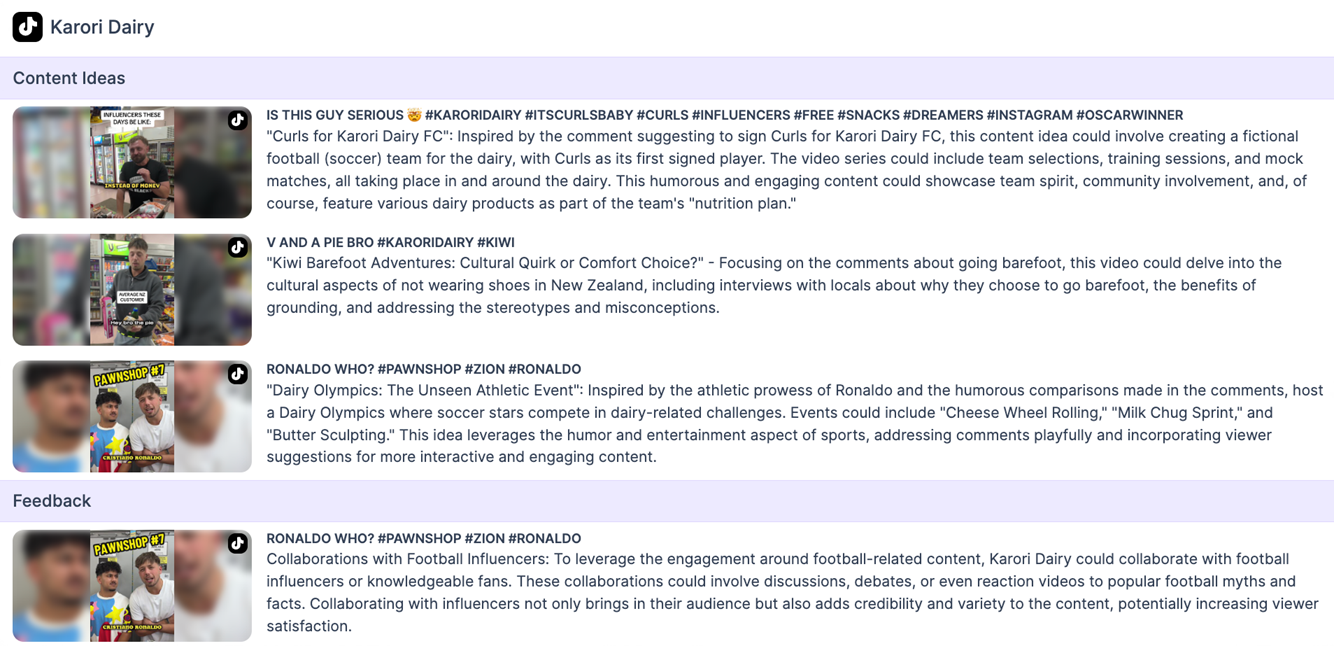 Karori Dairy
Content Ideas
INFLUENCERS THESE
DAYS BE LIKE:
INSTEAD OF MONEY
IS THIS GUY SERIOUS 🤯 #KARORIDAIRY #ITSCURLSBABY #CURLS #INFLUENCERS #FREE #SNACKS #DREAMERS #INSTAGRAM #OSCARWINNER
"Curls for Karori Dairy FC": Inspired by the comment suggesting to sign Curls for Karori Dairy FC, this content idea could involve creating a fictional
football (soccer) team for the dairy, with Curls as its first signed player. The video series could include team selections, training sessions, and mock
matches, all taking place in and around the dairy. This humorous and engaging content could showcase team spirit, community involvement, and, of
course, feature various dairy products as part of the team's "nutrition plan."
AVERAGE NZ
CUSTOMER
Hey bro the pie
V AND A PIE BRO #KARORIDAIRY #KIWI
"Kiwi Barefoot Adventures: Cultural Quirk or Comfort Choice?" - Focusing on the comments about going barefoot, this video could delve into the
cultural aspects of not wearing shoes in New Zealand, including interviews with locals about why they choose to go barefoot, the benefits of
grounding, and addressing the stereotypes and misconceptions.
PAWNSHOP #7
CRISTIANO RONALDO
RONALDO WHO? #PAWNSHOP #ZION #RONALDO
"Dairy Olympics: The Unseen Athletic Event": Inspired by the athletic prowess of Ronaldo and the humorous comparisons made in the comments, host
a Dairy Olympics where soccer stars compete in dairy-related challenges. Events could include "Cheese Wheel Rolling," "Milk Chug Sprint," and
"Butter Sculpting." This idea leverages the humor and entertainment aspect of sports, addressing comments playfully and incorporating viewer
suggestions for more interactive and engaging content.
Feedback
PAWNSHOP #7
CRISTIANO RONALDO
RONALDO WHO? #PAWNSHOP #ZION #RONALDO
Collaborations with Football Influencers: To leverage the engagement around football-related content, Karori Dairy could collaborate with football
influencers or knowledgeable fans. These collaborations could involve discussions, debates, or even reaction videos to popular football myths and
facts. Collaborating with influencers not only brings in their audience but also adds credibility and variety to the content, potentially increasing viewer
satisfaction.